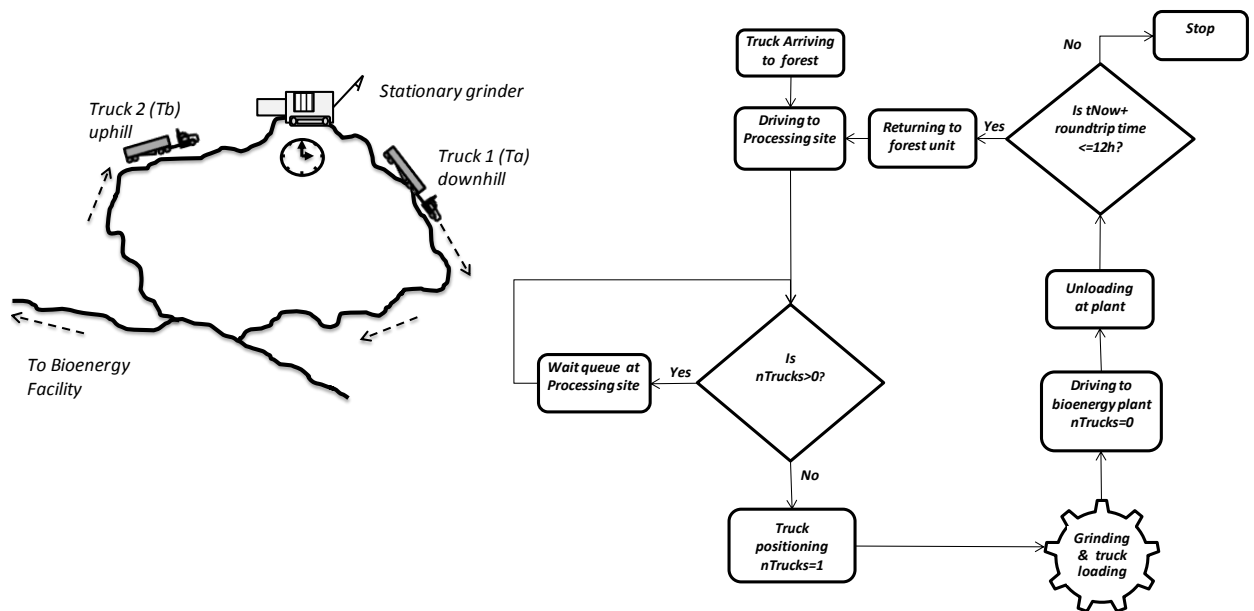 Truck 2 (Tb)
uphill
Stationary grinder
Truck 1 (Ta)
downhill
To Bioenergy
Facility
Truck Arriving
to forest
Driving to
Processing site
Returning to
forest unit
Yes
Is tNow+
roundtrip time
<=12h?
No
Stop
Unloading
at plant
Is
nTrucks>0?
Yes
Wait queue at
Processing site
Driving to
bioenergy plant
nTrucks=0
No
Truck
positioning
nTrucks=1
Grinding
& truck
loading